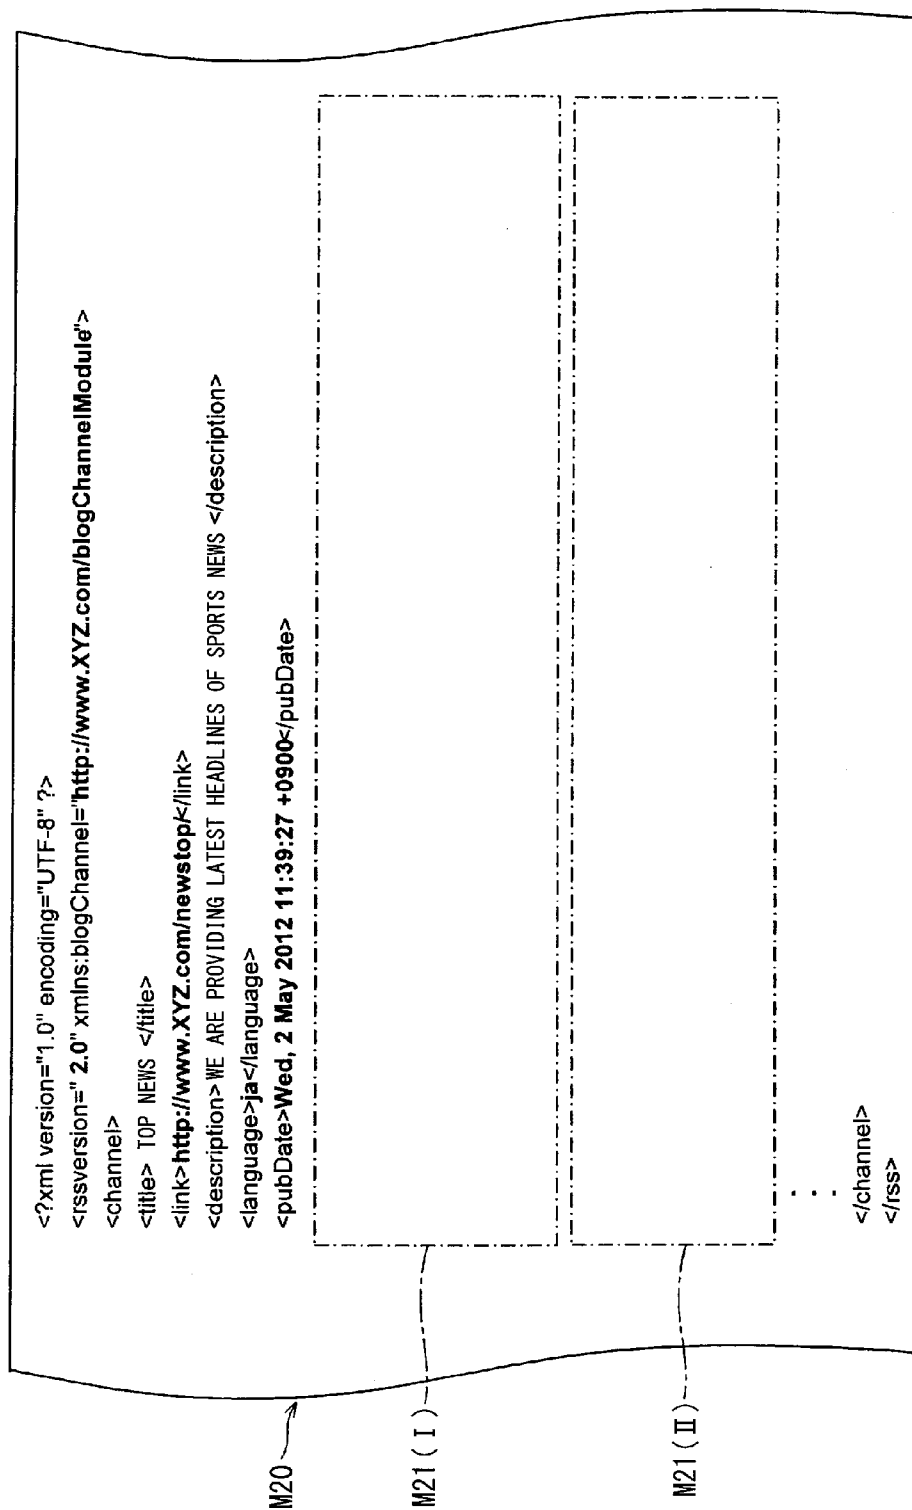 <?xml version="1.0" encoding="UTF-8" ?>
<rssversion=" 2.0" xmlns:blogChannel="http://www.XYZ.com/blogChannelModule">
<channel>
<title> TOP NEWS </title>
<link>http://www.XYZ.com/newstop/</link>
<description>WE ARE PROVIDING LATEST HEADLINES OF SPORTS NEWS </description>
<language>ja</language>
<pubDate>Wed, 2 May 2012 11:39:27 +0900</pubDate>
. . .
</channel>
</rss>
M20
M21(I)
M21(II)